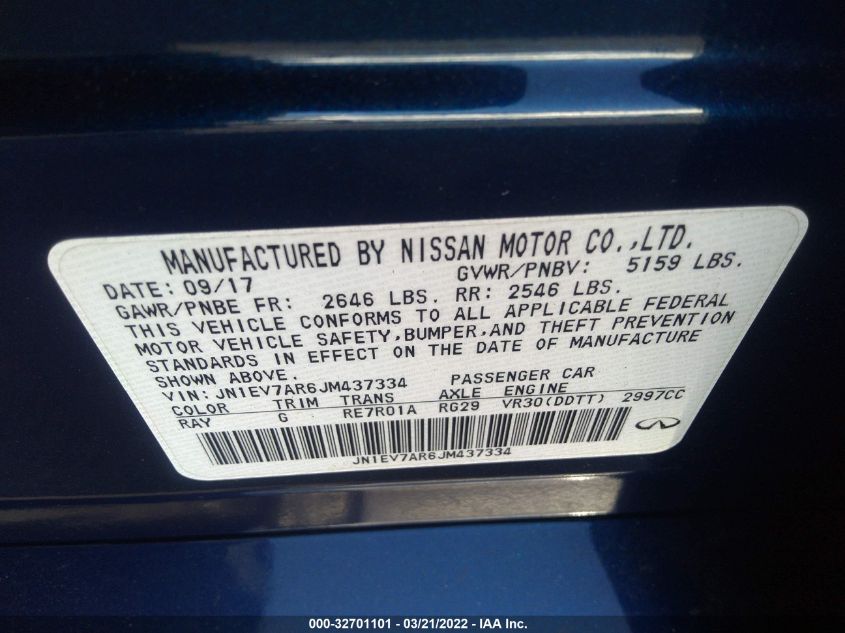 MANUFACTURED BY NISSAN MOTOR CO.,LTD.
DATE: 09/17 GVWR/PNBV: 5159 LBS.
GAWR/PNBE FR: 2646 LBS. RR: 2546 LBS.
THIS VEHICLE CONFORMS TO ALL APPLICABLE FEDERAL
MOTOR VEHICLE SAFETY,BUMPER,AND THEFT PREVENTION
STANDARDS IN EFFECT ON THE DATE OF MANUFACTURE
SHOWN ABOVE.
VIN: JN1EV7AR6JM437334 PASSENGER CAR
COLOR TRIM TRANS AXLE ENGINE
RAY G RE7R01A RG29 VR30(DDTT) 2997CC
JN1EV7AR6JM437334
000-32701101 - 03/21/2022 - IAA Inc.